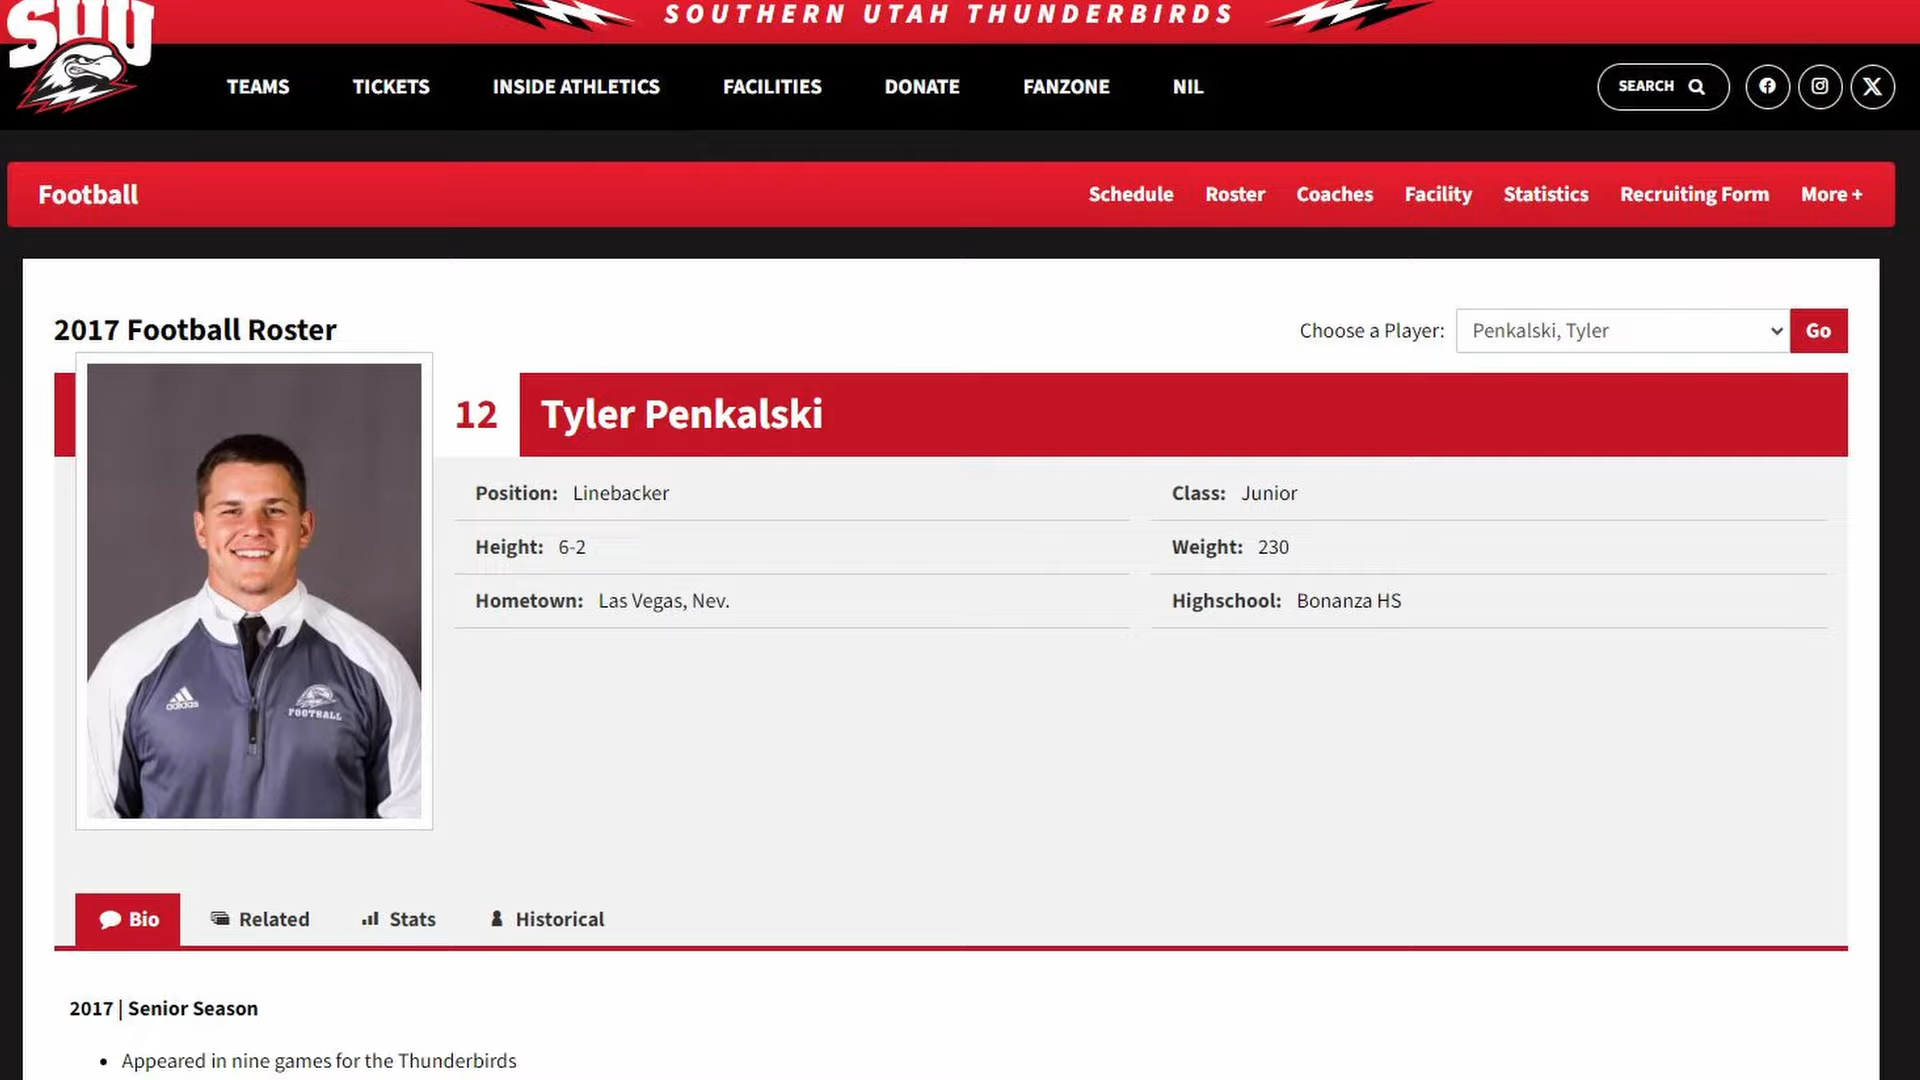 SOUTHERN UTAH THUNDERBIRDS
SUU
TEAMS TICKETS INSIDE ATHLETICS FACILITIES DONATE FANZONE NIL SEARCH
Football Schedule Roster Coaches Facility Statistics Recruiting Form More +
2017 Football Roster Choose a Player: Penkalski, Tyler Go
12 Tyler Penkalski
Position: Linebacker Class: Junior
Height: 6-2 Weight: 230
Hometown: Las Vegas, Nev. Highschool: Bonanza HS
adidas FOOTBALL
Bio Related Stats Historical
2017 | Senior Season
• Appeared in nine games for the Thunderbirds